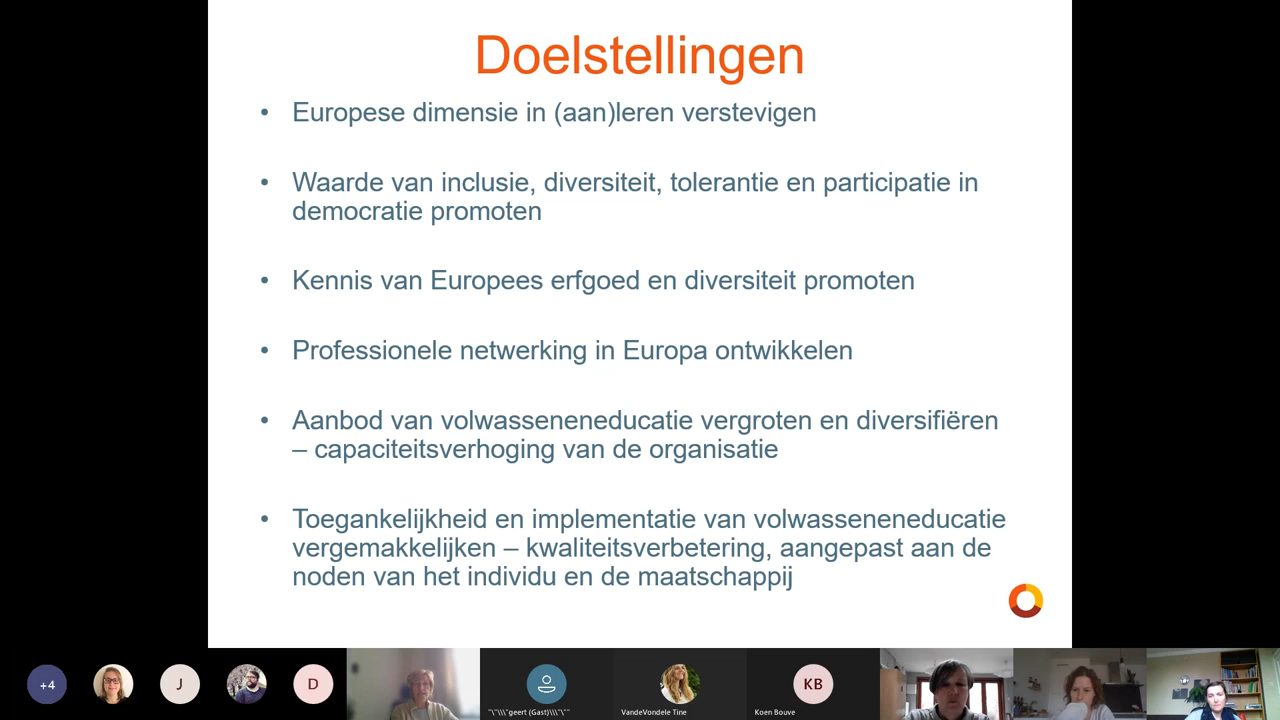 Doelstellingen
• Europese dimensie in (aan)leren verstevigen
• Waarde van inclusie, diversiteit, tolerantie en participatie in
democratie promoten
• Kennis van Europees erfgoed en diversiteit promoten
• Professionele netwerking in Europa ontwikkelen
• Aanbod van volwasseneneducatie vergroten en diversifiëren
– capaciteitsverhoging van de organisatie
• Toegankelijkheid en implementatie van volwasseneneducatie
vergemakkelijken – kwaliteitsverbetering, aangepast aan de
noden van het individu en de maatschappij
+4
J
D
KB
"\"\\\"geert (Gast)\\\"\""
VandeVondele Tine
Koen Bouve